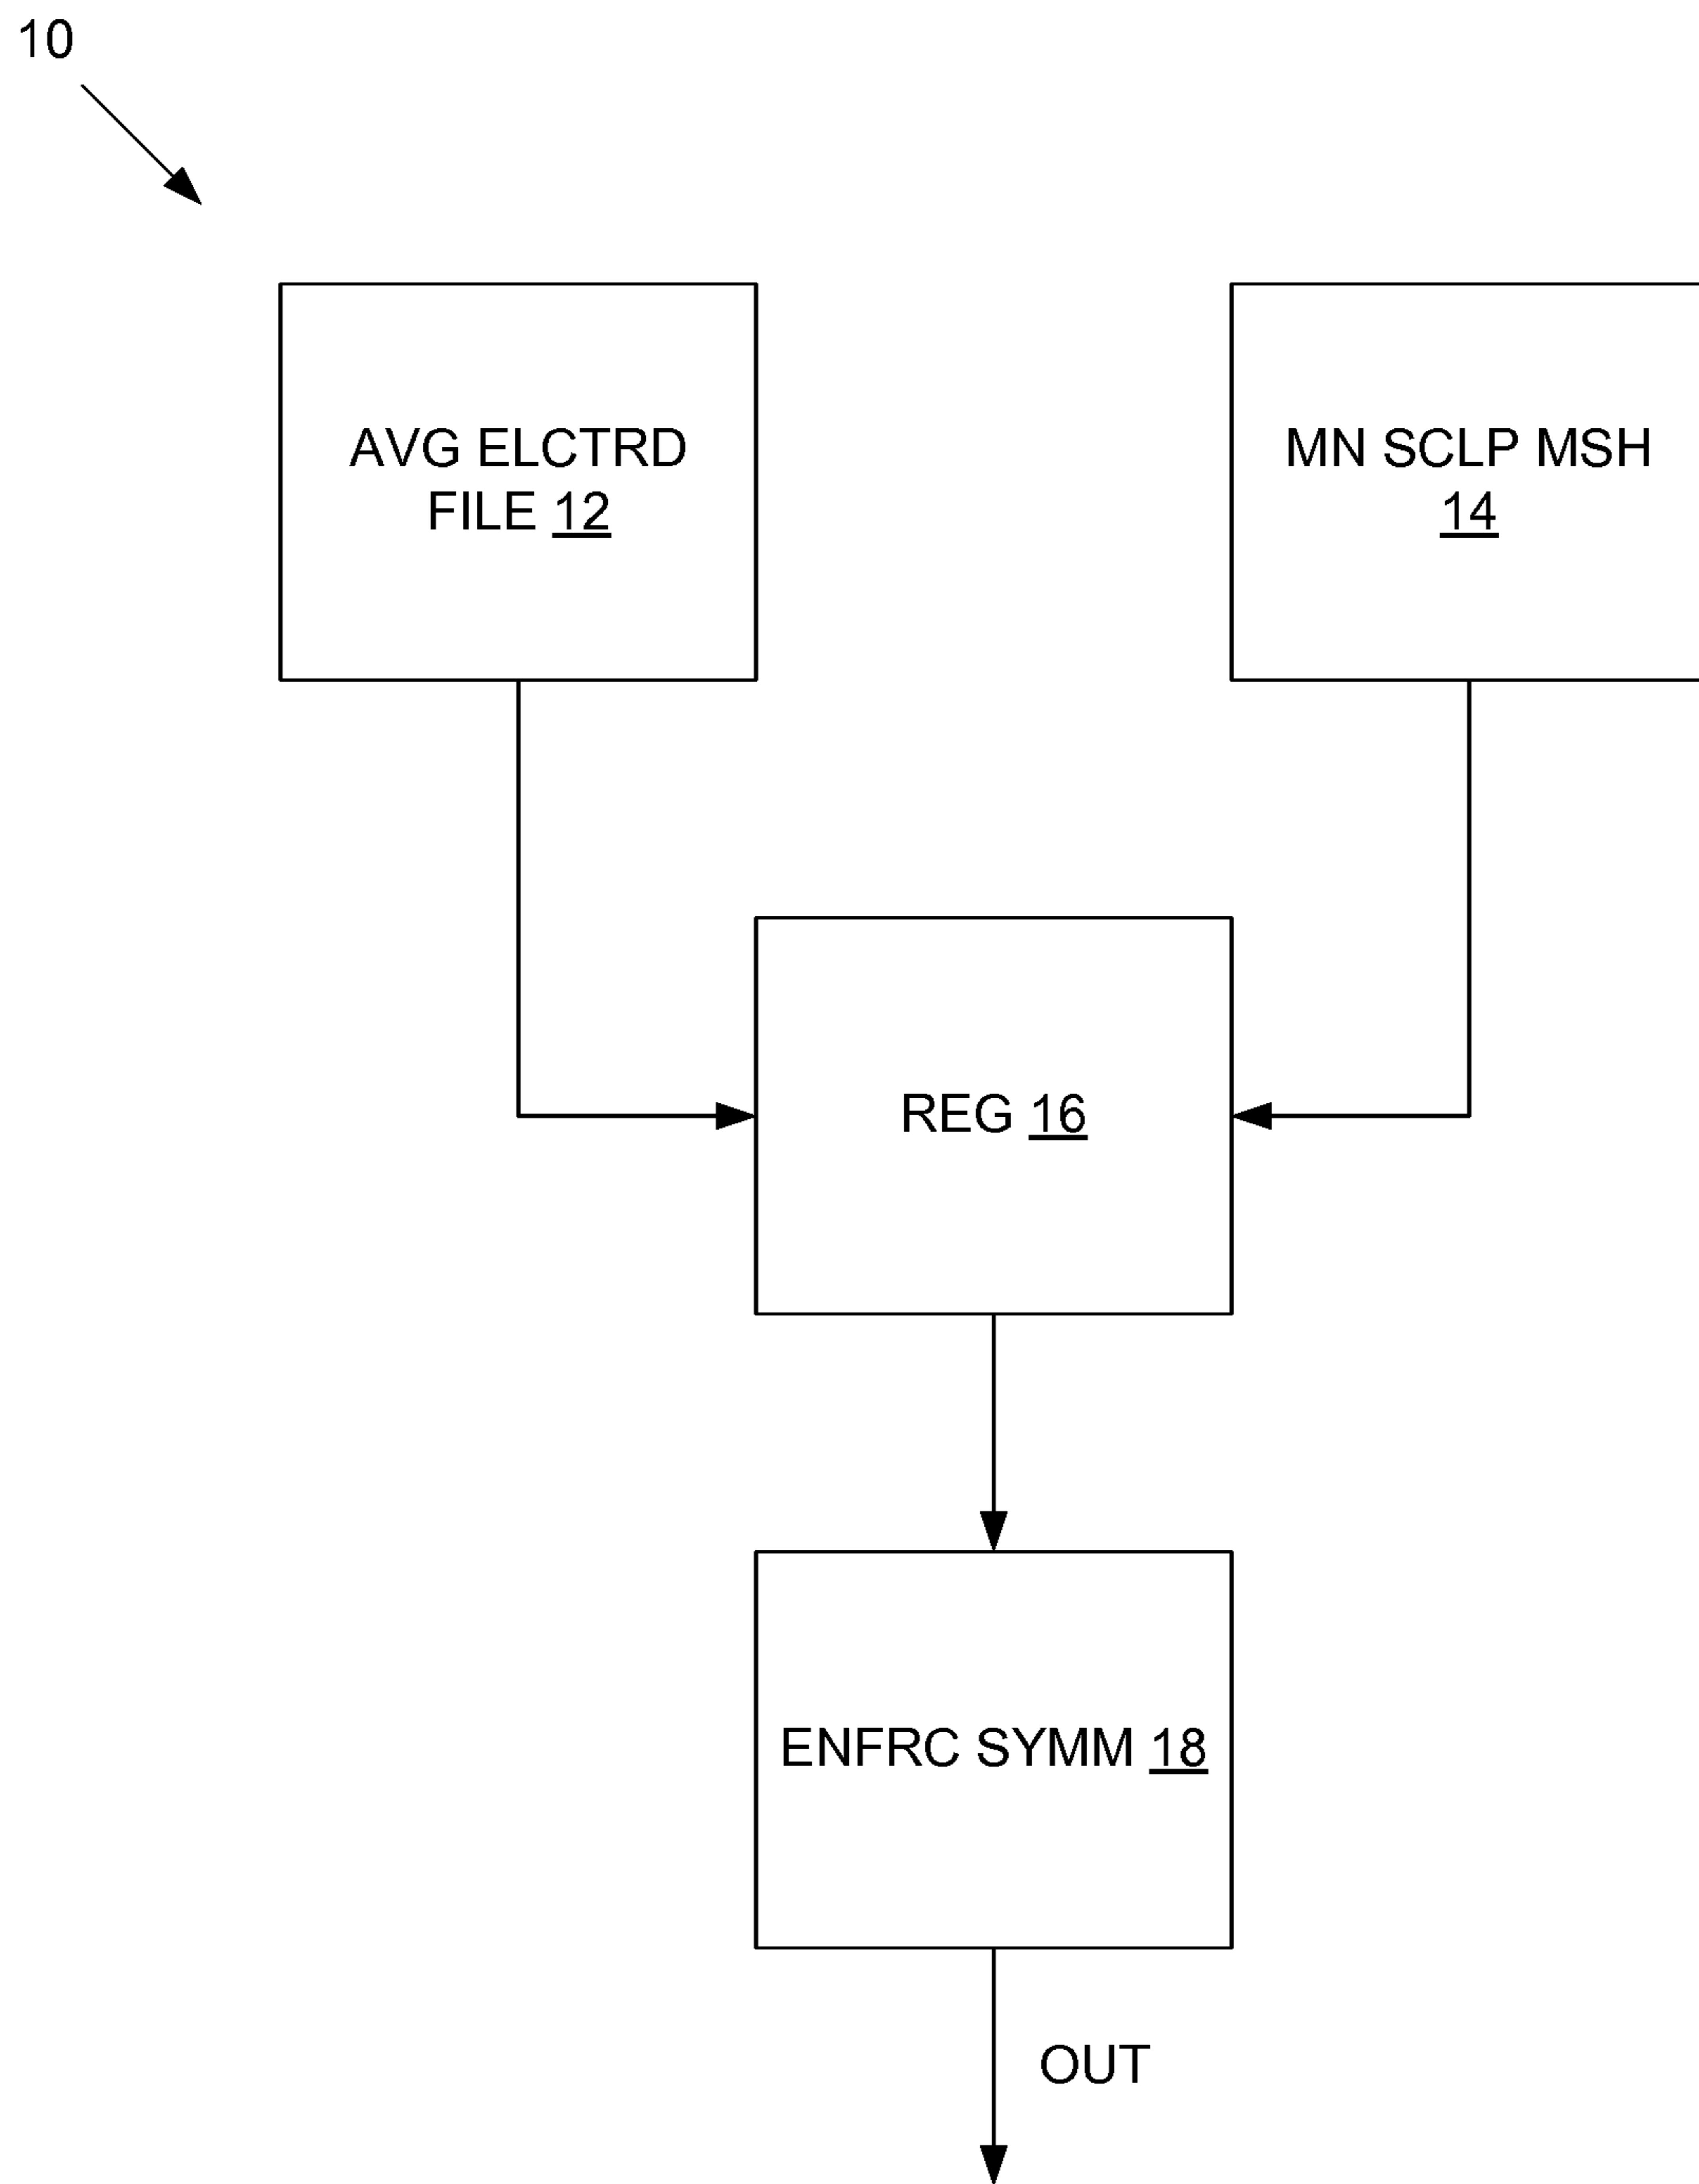 10
AVG ELCTRD
FILE 12
MN SCLP MSH
14
REG 16
ENFRC SYMM 18
OUT